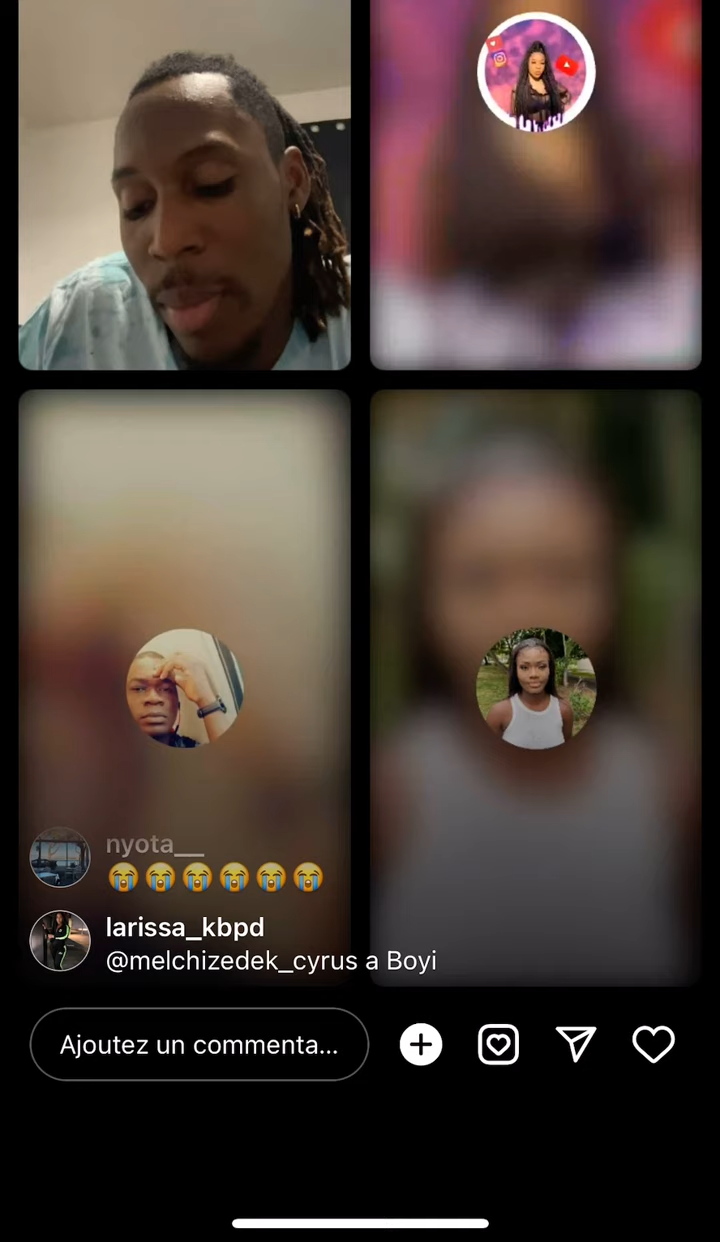 nyota__
😭😭😭😭😭😭
larissa_kbpd
@melchizedek_cyrus a Boyi
Ajoutez un commenta...